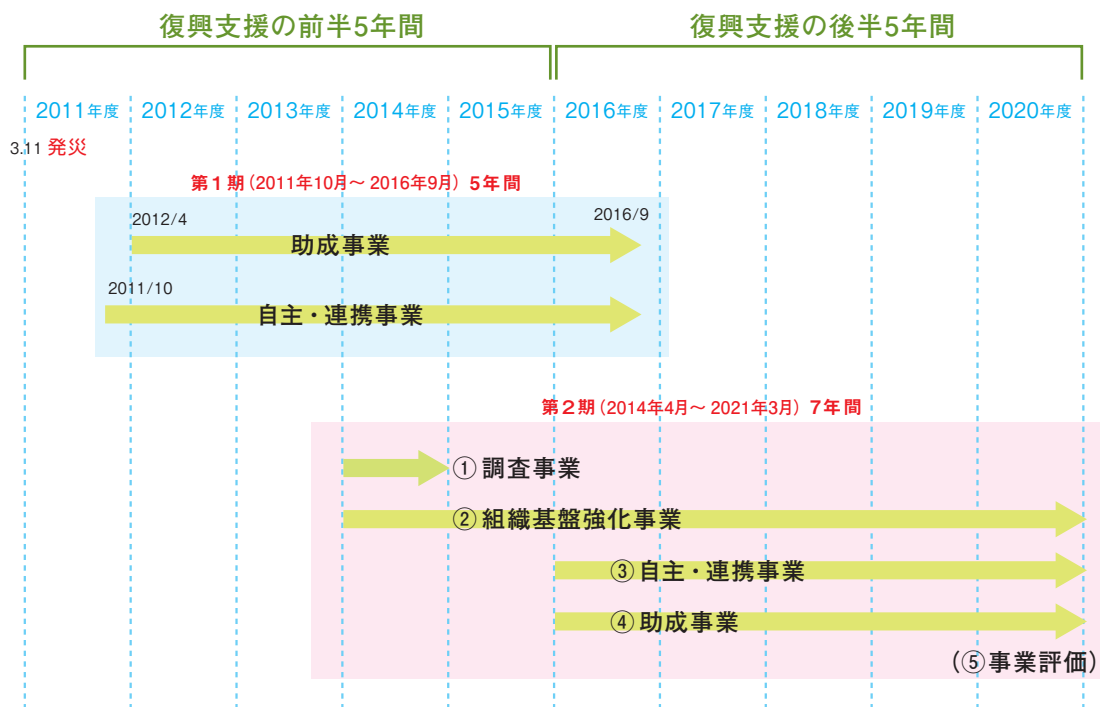 復興支援の前半5年間
復興支援の後半5年間
2011年度 2012年度 2013年度 2014年度 2015年度 2016年度 2017年度 2018年度 2019年度 2020年度
3.11 発災
第1期(2011年10月～2016年9月) 5年間
2012/4
2016/9
助成事業
2011/10
自主・連携事業
第2期(2014年4月～2021年3月) 7年間
①調査事業
②組織基盤強化事業
③自主・連携事業
④助成事業
(⑤事業評価)